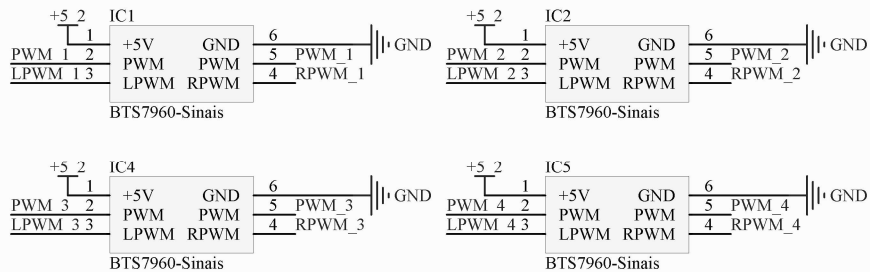 +5_2 IC1 +5_2 IC2
1 +5V GND 6 GND 1 +5V GND 6 GND
PWM_1 2 PWM PWM 5 PWM_1 PWM_2 2 PWM PWM 5 PWM_2
LPWM_1 3 LPWM RPWM 4 RPWM_1 LPWM_2 3 LPWM RPWM 4 RPWM_2
BTS7960-Sinais BTS7960-Sinais
+5_2 IC4 +5_2 IC5
1 +5V GND 6 GND 1 +5V GND 6 GND
PWM_3 2 PWM PWM 5 PWM_3 PWM_4 2 PWM PWM 5 PWM_4
LPWM_3 3 LPWM RPWM 4 RPWM_3 LPWM_4 3 LPWM RPWM 4 RPWM_4
BTS7960-Sinais BTS7960-Sinais